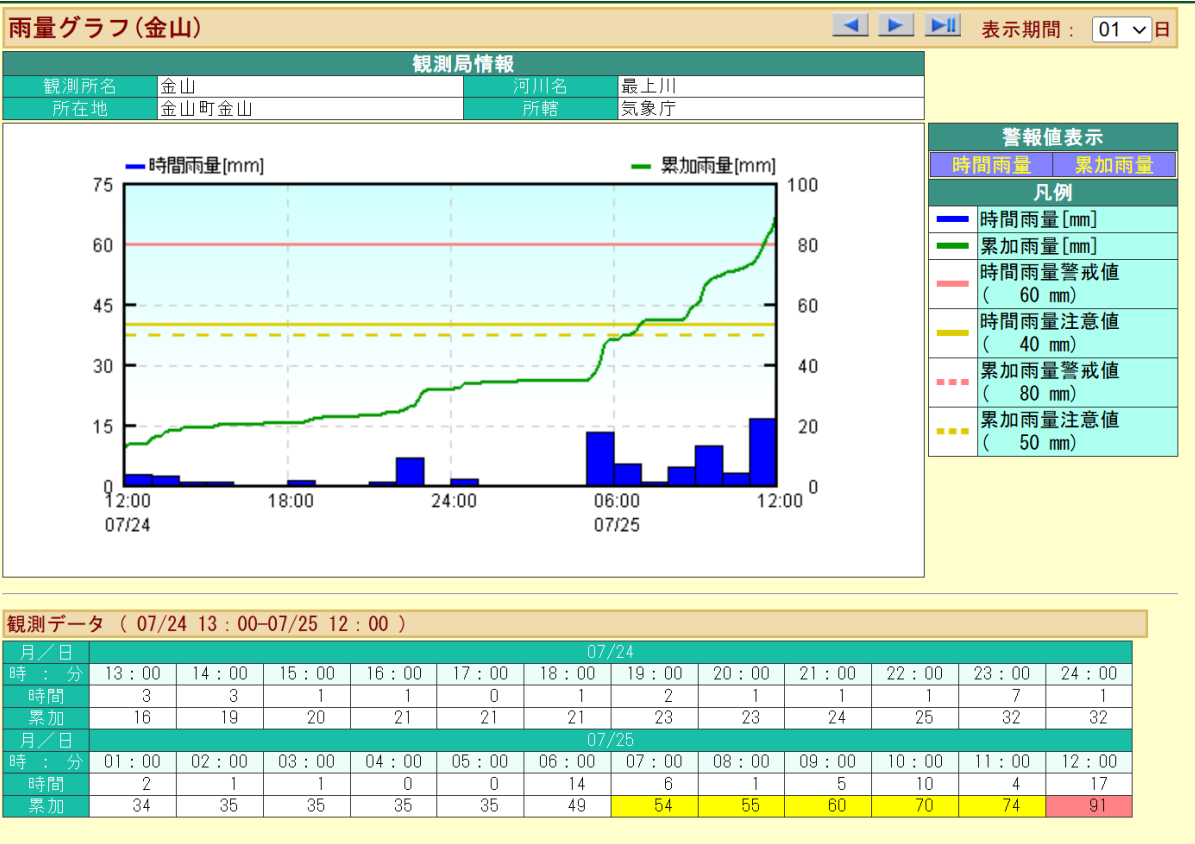 雨量グラフ(金山)
表示期間： 01 日
観測局情報
観測所名 金山 河川名 最上川
所在地 金山町金山 所轄 気象庁
警報値表示
時間雨量 累加雨量
凡例
時間雨量[mm]
累加雨量[mm]
時間雨量警戒値
( 60 mm)
時間雨量注意値
( 40 mm)
累加雨量警戒値
( 80 mm)
累加雨量注意値
( 50 mm)
時間雨量[mm] 累加雨量[mm]
75 100
60 80
45 60
30 40
15 20
0 0
12:00 18:00 24:00 06:00 12:00
07/24 07/25
観測データ ( 07/24 13：00-07/25 12：00 )
月／日 07/24
時：分 13：00 14：00 15：00 16：00 17：00 18：00 19：00 20：00 21：00 22：00 23：00 24：00
時間 3 3 1 1 0 1 2 1 1 1 7 1
累加 16 19 20 21 21 21 23 23 24 25 32 32
月／日 07/25
時：分 01：00 02：00 03：00 04：00 05：00 06：00 07：00 08：00 09：00 10：00 11：00 12：00
時間 2 1 1 0 0 14 6 1 5 10 4 17
累加 34 35 35 35 35 49 54 55 60 70 74 91